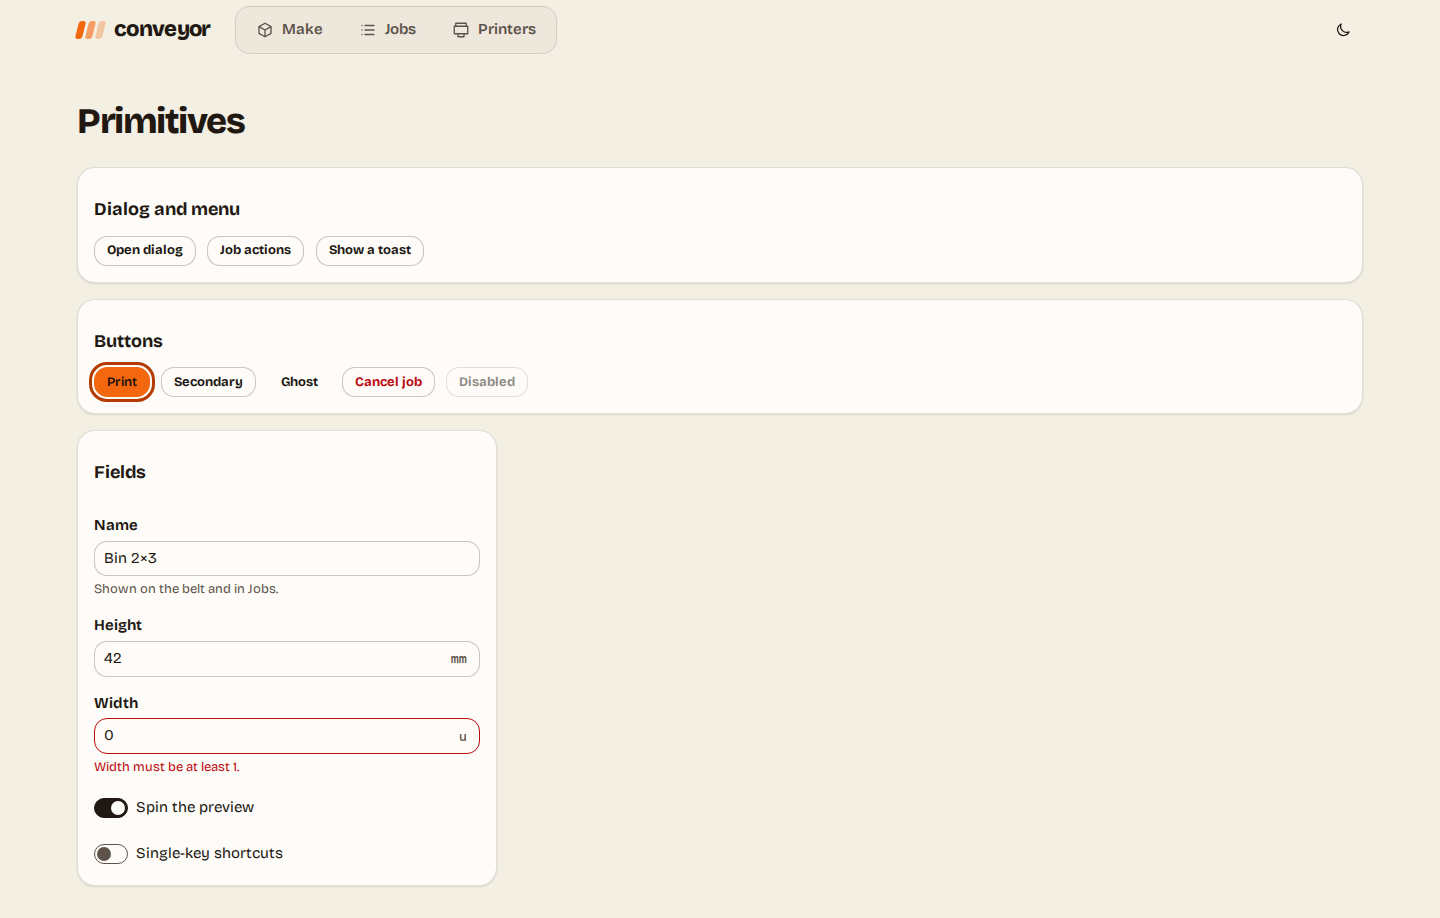 conveyor
Make
Jobs
Printers
Primitives
Dialog and menu
Open dialog
Job actions
Show a toast
Buttons
Print
Secondary
Ghost
Cancel job
Disabled
Fields
Name
Bin 2×3
Shown on the belt and in Jobs.
Height
42 mm
Width
0 u
Width must be at least 1.
Spin the preview
Single-key shortcuts